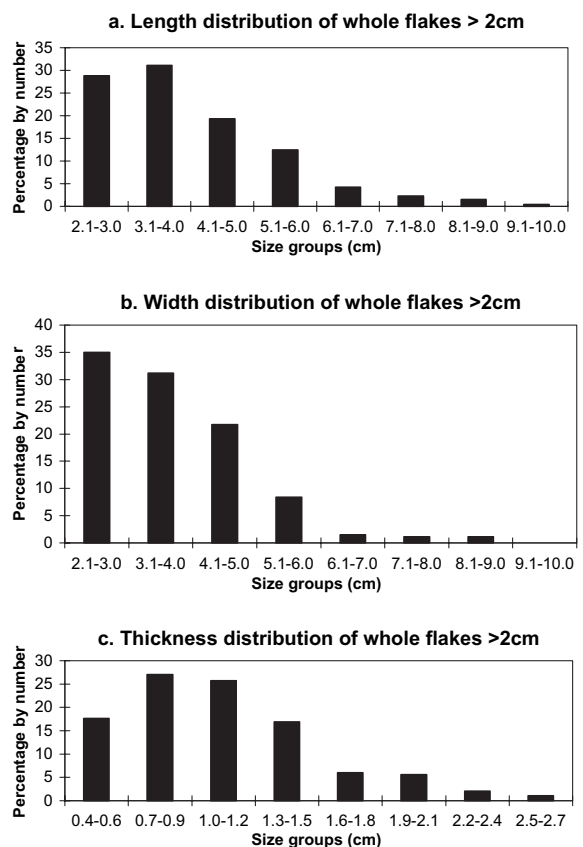 a. Length distribution of whole flakes > 2cm
Percentage by number
35
30
25
20
15
10
5
0
2.1-3.0 3.1-4.0 4.1-5.0 5.1-6.0 6.1-7.0 7.1-8.0 8.1-9.0 9.1-10.0
Size groups (cm)
b. Width distribution of whole flakes >2cm
Percentage by number
40
35
30
25
20
15
10
5
0
2.1-3.0 3.1-4.0 4.1-5.0 5.1-6.0 6.1-7.0 7.1-8.0 8.1-9.0 9.1-10.0
Size groups (cm)
c. Thickness distribution of whole flakes >2cm
Percentage by number
30
25
20
15
10
5
0
0.4-0.6 0.7-0.9 1.0-1.2 1.3-1.5 1.6-1.8 1.9-2.1 2.2-2.4 2.5-2.7
Size groups (cm)